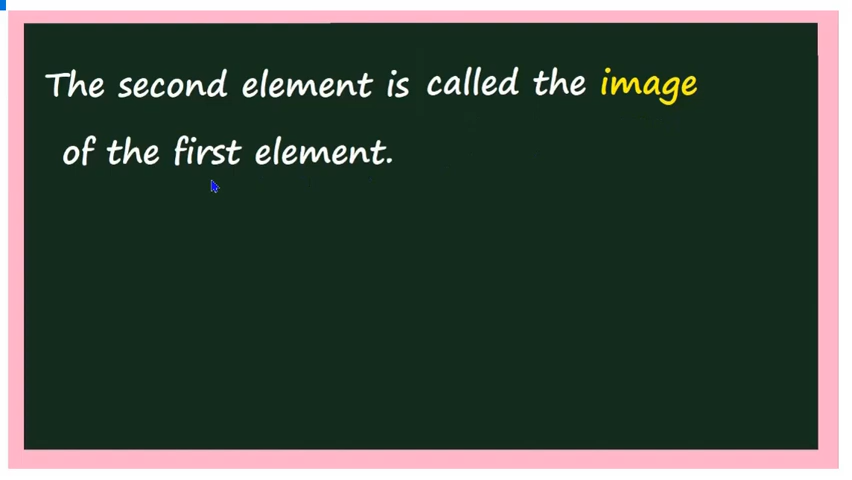 The second element is called the image
of the first element.